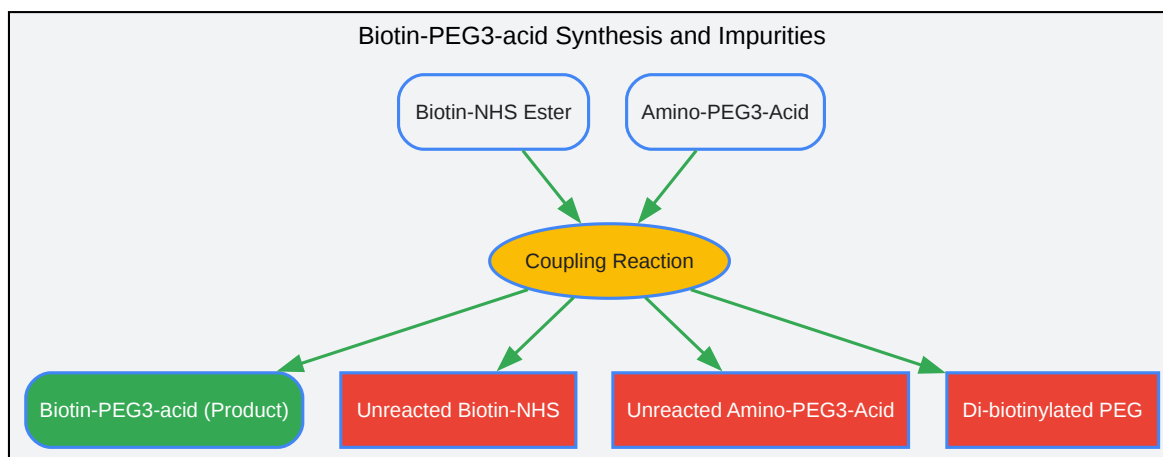 Biotin-PEG3-acid Synthesis and Impurities
Biotin-NHS Ester
Amino-PEG3-Acid
Coupling Reaction
Biotin-PEG3-acid (Product)
Unreacted Biotin-NHS
Unreacted Amino-PEG3-Acid
Di-biotinylated PEG